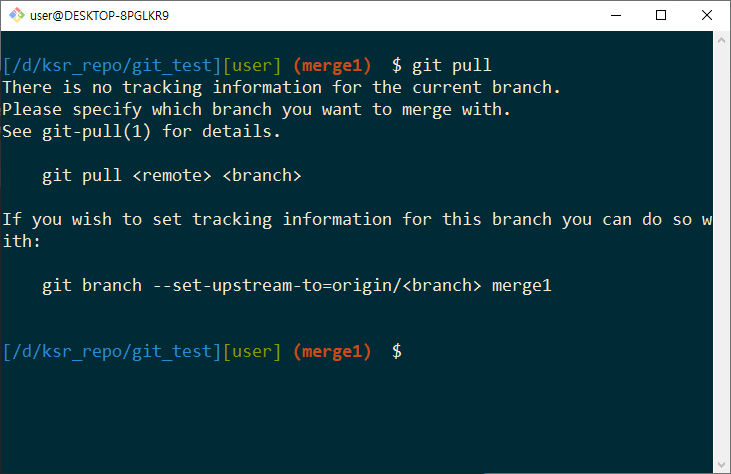 user@DESKTOP-8PGLKR9
[/d/ksr_repo/git_test][user] (merge1)  $ git pull
There is no tracking information for the current branch.
Please specify which branch you want to merge with.
See git-pull(1) for details.
    git pull <remote> <branch>
If you wish to set tracking information for this branch you can do so w
ith:
    git branch --set-upstream-to=origin/<branch> merge1
[/d/ksr_repo/git_test][user] (merge1)  $